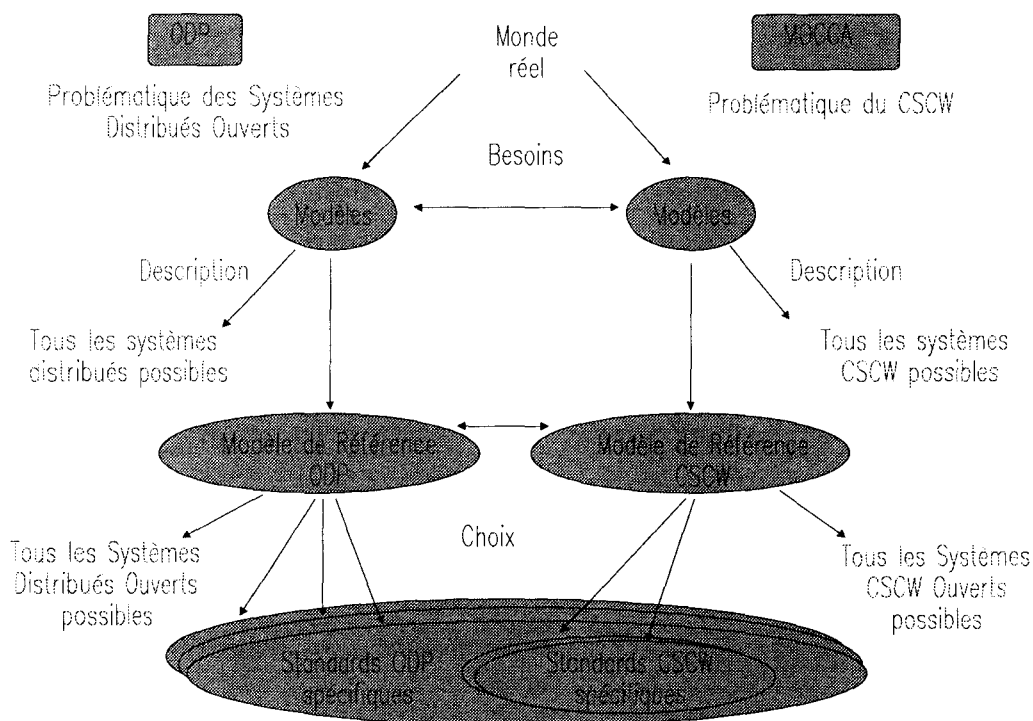 ODP
Monde
réel
MOCCA
Problématique des Systèmes
Distribués Ouverts
Problématique du CSCW
Besoins
Modèles
Modèles
Description
Description
Tous les systèmes
distribués possibles
Tous les systèmes
CSCW possibles
Modèle de Référence
ODP
Modèle de Référence
CSCW
Choix
Tous les Systèmes
Distribués Ouverts
possibles
Tous les Systèmes
CSCW Ouverts
possibles
Standards ODP
spécifiques
Standards CSCW
spécifiques